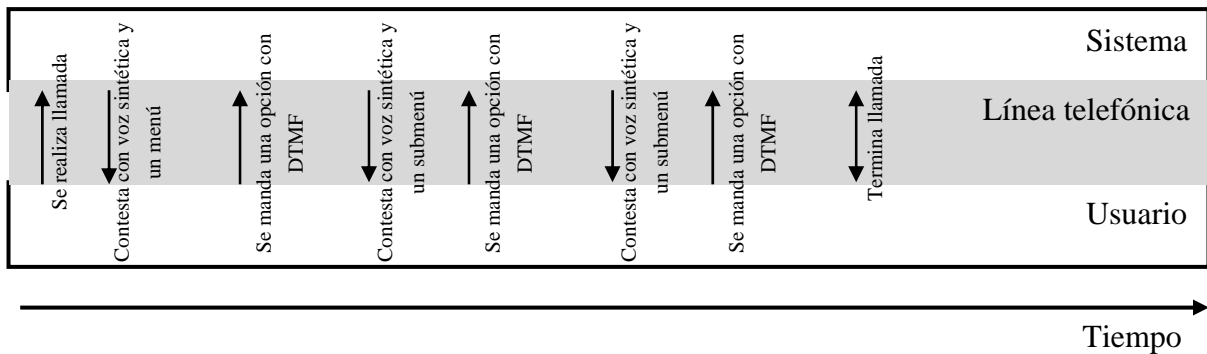 Sistema
Línea telefónica
Usuario
Se realiza llamada
Contesta con voz sintética y
un menú
Se manda una opción con
DTMF
Contesta con voz sintética y
un submenú
Se manda una opción con
DTMF
Contesta con voz sintética y
un submenú
Se manda una opción con
DTMF
Termina llamada
Tiempo